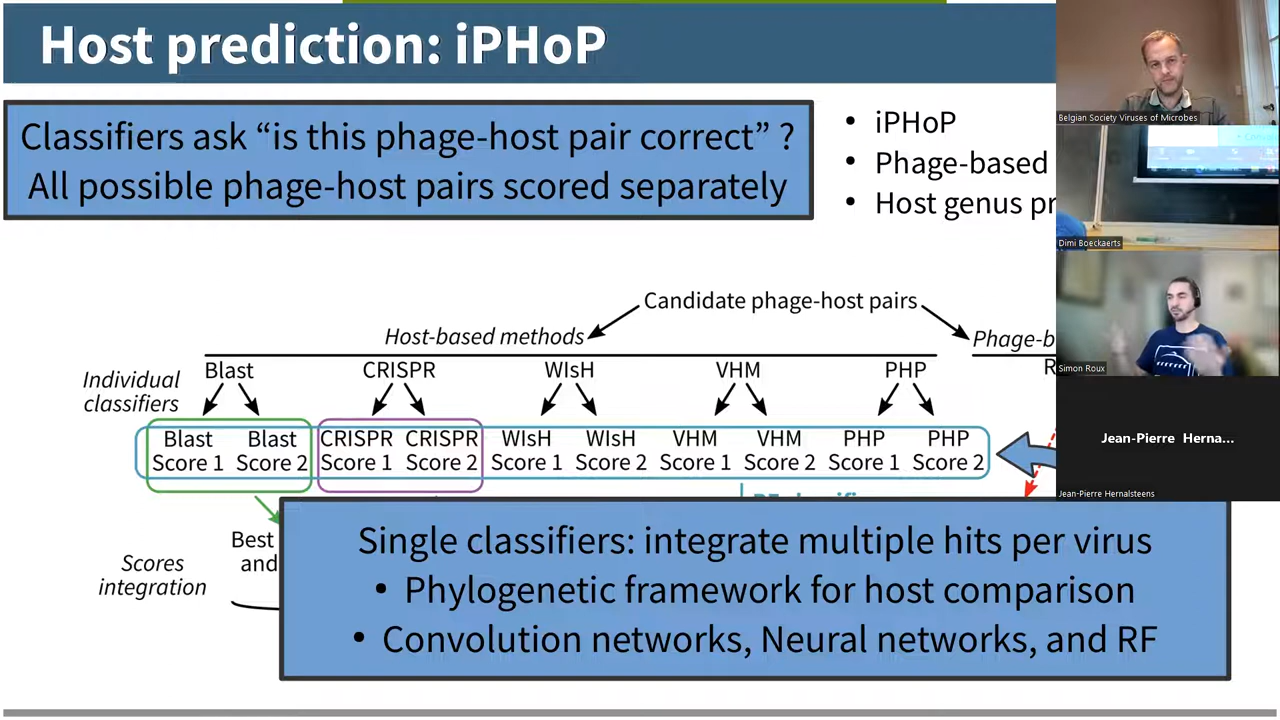 Host prediction: iPHoP
Classifiers ask “is this phage-host pair correct” ?
All possible phage-host pairs scored separately
• iPHoP
• Phage-based
• Host genus pr
Belgian Society Viruses of Microbes
Dimi Boeckaerts
Simon Roux
Jean-Pierre Herna...
Jean-Pierre Hernalsteens
Candidate phage-host pairs
Host-based methods
Phage-b
Individual
classifiers
Blast
CRISPR
WIsH
VHM
PHP
R
Blast
Score 1
Blast
Score 2
CRISPR
Score 1
CRISPR
Score 2
WIsH
Score 1
WIsH
Score 2
VHM
Score 1
VHM
Score 2
PHP
Score 1
PHP
Score 2
Best
and
Scores
integration
Single classifiers: integrate multiple hits per virus
• Phylogenetic framework for host comparison
• Convolution networks, Neural networks, and RF